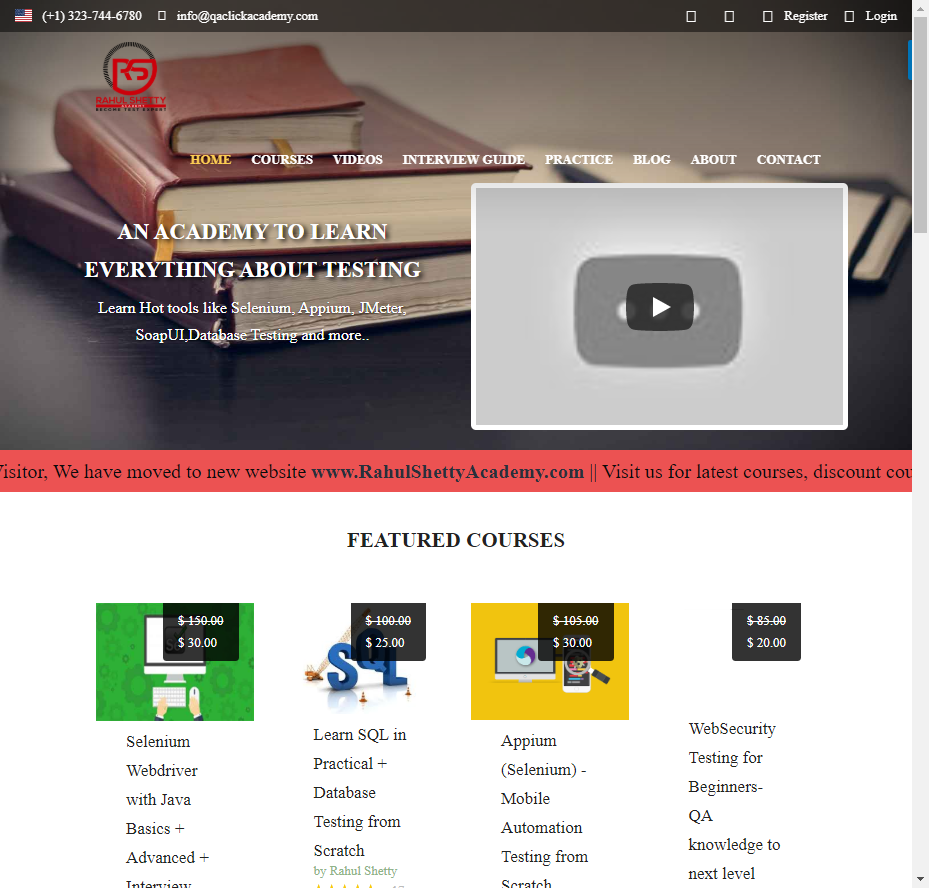 (+1) 323-744-6780 info@qaclickacademy.com Register Login
RS
RAHUL SHETTY
ACADEMY
HOME COURSES VIDEOS INTERVIEW GUIDE PRACTICE BLOG ABOUT CONTACT
AN ACADEMY TO LEARN
EVERYTHING ABOUT TESTING
Learn Hot tools like Selenium, Appium, JMeter,
SoapUI,Database Testing and more..
Visitor, We have moved to new website www.RahulShettyAcademy.com || Visit us for latest courses, discount cou
FEATURED COURSES
$ 150.00
$ 30.00
Selenium
Webdriver
with Java
Basics +
Advanced +
Interview
$ 100.00
$ 25.00
SQL
Learn SQL in
Practical +
Database
Testing from
Scratch
by Rahul Shetty
$ 105.00
$ 30.00
Appium
(Selenium) -
Mobile
Automation
Testing from
Scratch
$ 85.00
$ 20.00
WebSecurity
Testing for
Beginners-
QA
knowledge to
next level